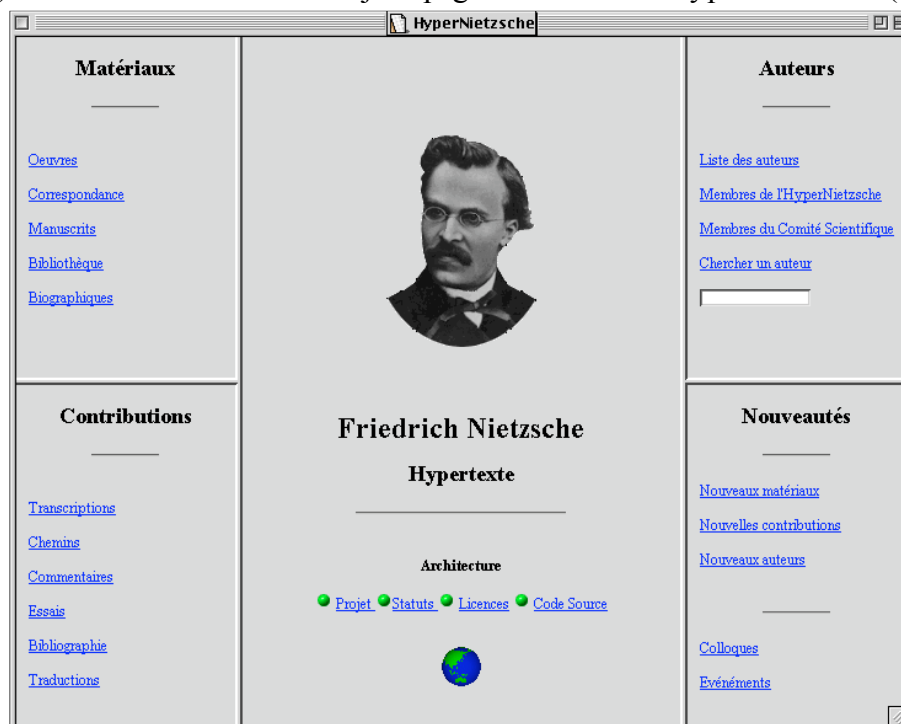 HyperNietzsche
Matériaux
Oeuvres
Correspondance
Manuscrits
Bibliothèque
Biographiques
Contributions
Transcriptions
Chemins
Commentaires
Essais
Bibliographie
Traductions
Friedrich Nietzsche
Hypertexte
Architecture
Projet Statuts Licences Code Source
Auteurs
Liste des auteurs
Membres de l'HyperNietzsche
Membres du Comité Scientifique
Chercher un auteur
Nouveautés
Nouveaux matériaux
Nouvelles contributions
Nouveaux auteurs
Colloques
Evénéments